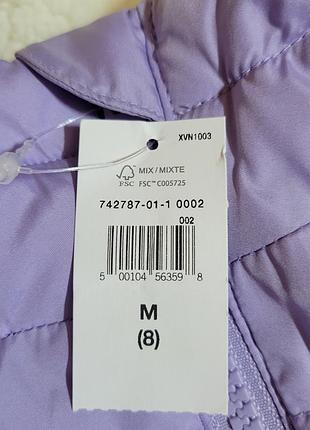 XVN1003
FSC
MIX/MIXTE
FSC™ C005725
742787-01-1 0002
002
5 00104 56359 8
M
(8)